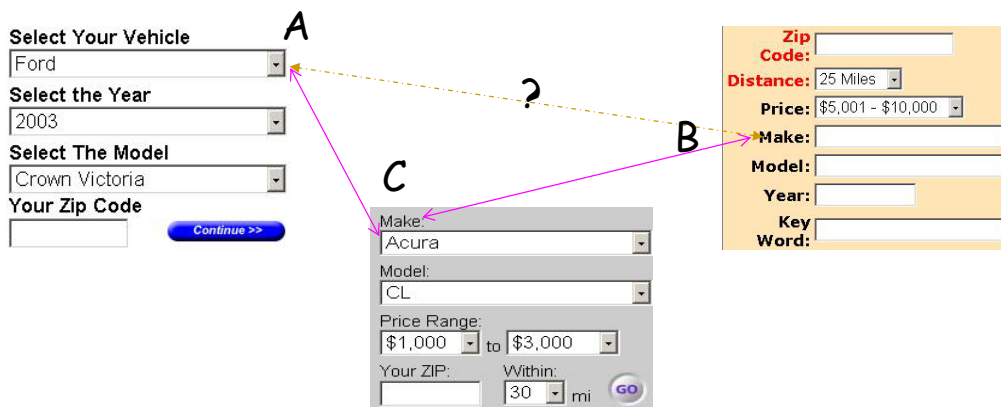 A
Select Your Vehicle
Ford
Select the Year
2003
Select The Model
Crown Victoria
Your Zip Code
Continue >>
?
B
Zip
Code:
Distance: 25 Miles
Price: $5,001 - $10,000
Make:
Model:
Year:
Key
Word:
C
Make:
Acura
Model:
CL
Price Range:
$1,000 to $3,000
Your ZIP: Within:
30 mi GO